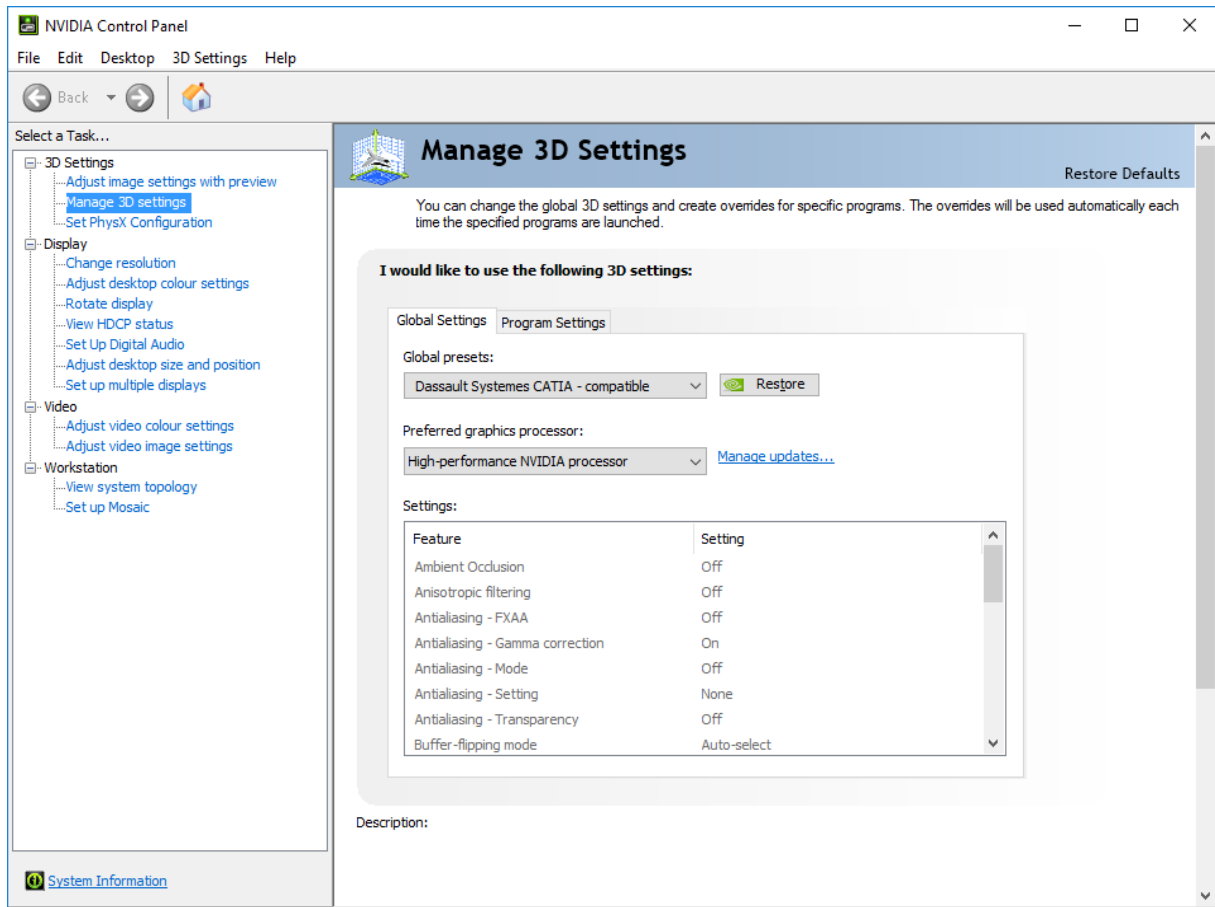 NVIDIA Control Panel
File Edit Desktop 3D Settings Help
Back
Select a Task...
3D Settings
Adjust image settings with preview
Manage 3D settings
Set PhysX Configuration
Display
Change resolution
Adjust desktop colour settings
Rotate display
View HDCP status
Set Up Digital Audio
Adjust desktop size and position
Set up multiple displays
Video
Adjust video colour settings
Adjust video image settings
Workstation
View system topology
Set up Mosaic
System Information
Manage 3D Settings
Restore Defaults
You can change the global 3D settings and create overrides for specific programs. The overrides will be used automatically each
time the specified programs are launched.
I would like to use the following 3D settings:
Global Settings Program Settings
Global presets:
Dassault Systemes CATIA - compatible Restore
Preferred graphics processor:
High-performance NVIDIA processor Manage updates...
Settings:
Feature Setting
Ambient Occlusion Off
Anisotropic filtering Off
Antialiasing - FXAA Off
Antialiasing - Gamma correction On
Antialiasing - Mode Off
Antialiasing - Setting None
Antialiasing - Transparency Off
Buffer-flipping mode Auto-select
Description: